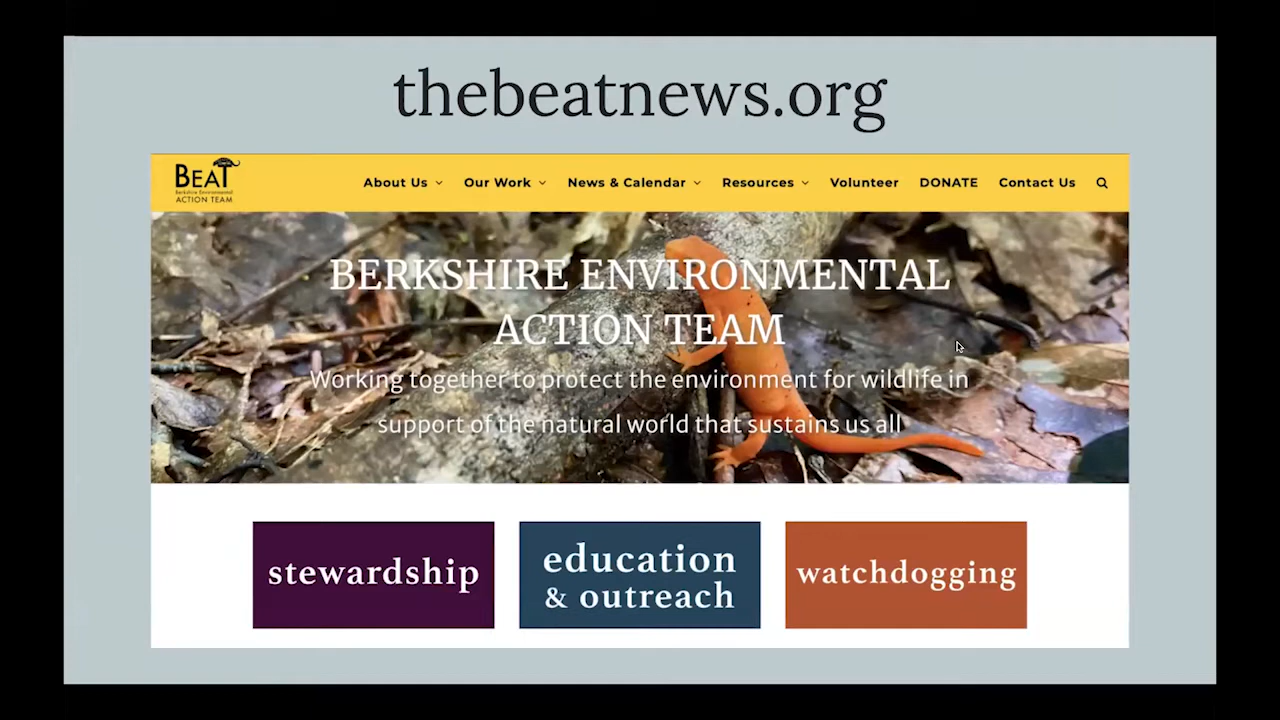 thebeatnews.org
BEAT
Berkshire Environmental
ACTION TEAM
About Us Our Work News & Calendar Resources Volunteer DONATE Contact Us
BERKSHIRE ENVIRONMENTAL
ACTION TEAM
Working together to protect the environment for wildlife in
support of the natural world that sustains us all
stewardship
education
& outreach
watchdogging